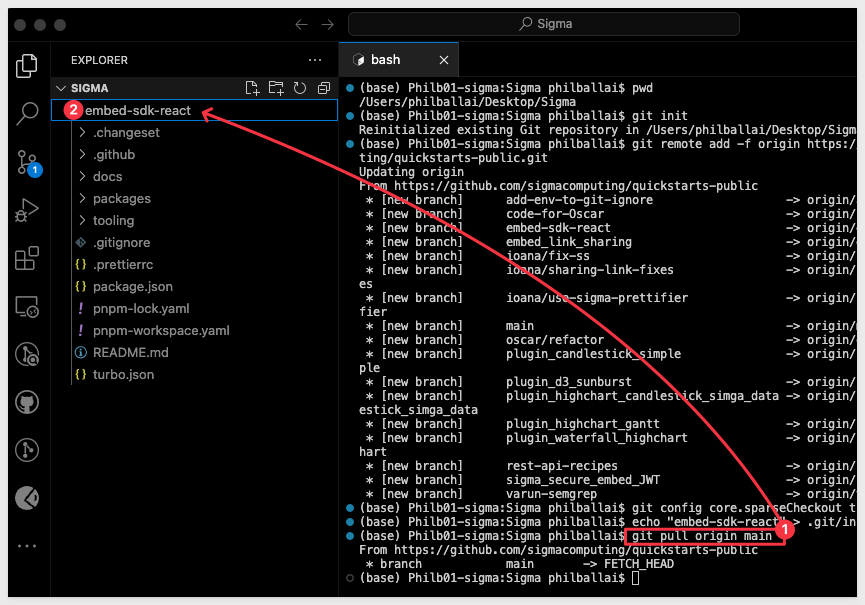 Sigma
EXPLORER
SIGMA
2
embed-sdk-react
.changeset
.github
docs
packages
tooling
.gitignore
{} .prettierrc
{} package.json
! pnpm-lock.yaml
! pnpm-workspace.yaml
README.md
{} turbo.json
1
bash
(base) Philb01-sigma:Sigma philballai$ pwd
/Users/philballai/Desktop/Sigma
(base) Philb01-sigma:Sigma philballai$ git init
Reinitialized existing Git repository in /Users/philballai/Desktop/Sigm
(base) Philb01-sigma:Sigma philballai$ git remote add -f origin https:/
ting/quickstarts-public.git
Updating origin
From https://github.com/sigmacomputing/quickstarts-public
* [new branch] add-env-to-git-ignore -> origin/
* [new branch] code-for-Oscar -> origin/
* [new branch] embed-sdk-react -> origin/
* [new branch] embed_link_sharing -> origin/
* [new branch] ioana/fix-ss -> origin/
* [new branch] ioana/sharing-link-fixes -> origin/
es
* [new branch] ioana/use-sigma-prettifier -> origin/
fier
* [new branch] main -> origin/
* [new branch] oscar/refactor -> origin/
* [new branch] plugin_candlestick_simple -> origin/
ple
* [new branch] plugin_d3_sunburst -> origin/
* [new branch] plugin_highchart_candlestick_simga_data -> origin/
estick_simga_data
* [new branch] plugin_highchart_gantt -> origin/
* [new branch] plugin_waterfall_highchart -> origin/
hart
* [new branch] rest-api-recipes -> origin/
* [new branch] sigma_secure_embed_JWT -> origin/
* [new branch] varun-semgrep -> origin/
(base) Philb01-sigma:Sigma philballai$ git config core.sparseCheckout t
(base) Philb01-sigma:Sigma philballai$ echo "embed-sdk-react" > .git/in
(base) Philb01-sigma:Sigma philballai$ git pull origin main
1
From https://github.com/sigmacomputing/quickstarts-public
* branch main -> FETCH_HEAD
(base) Philb01-sigma:Sigma philballai$